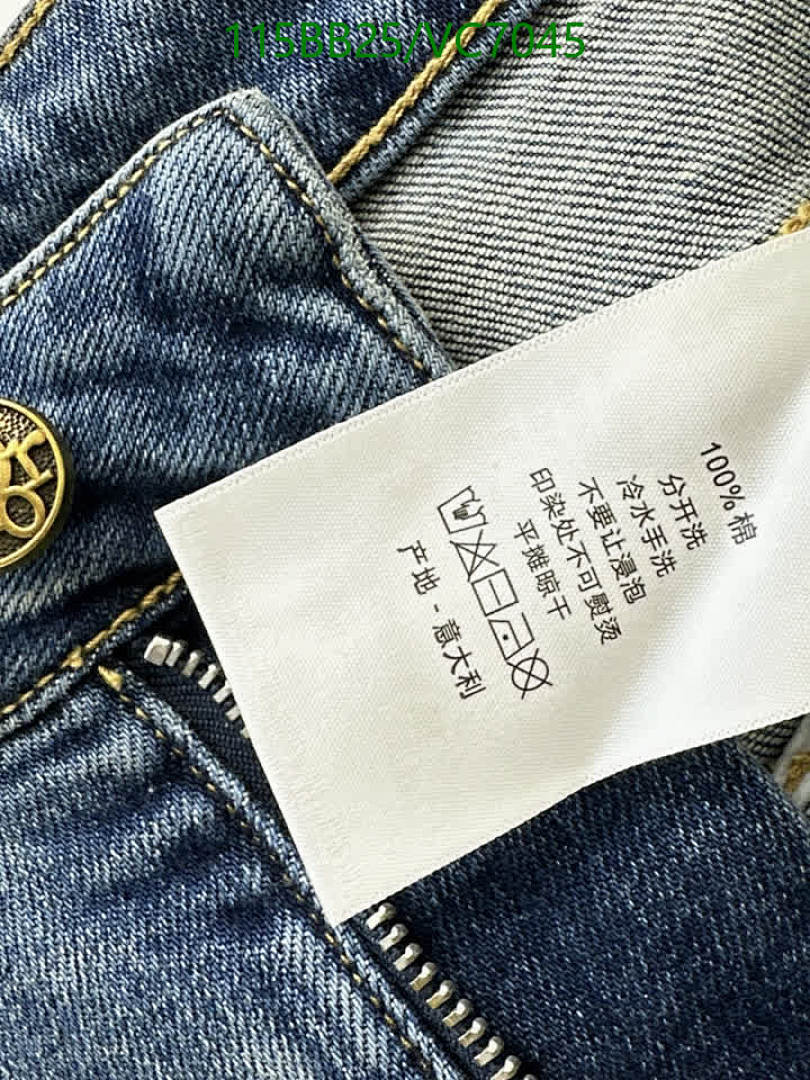 115BB25/VC7045
100% 棉
分开洗
冷水手洗
不要让浸泡
印染处不可熨烫
平摊晾干
产地 - 意大利